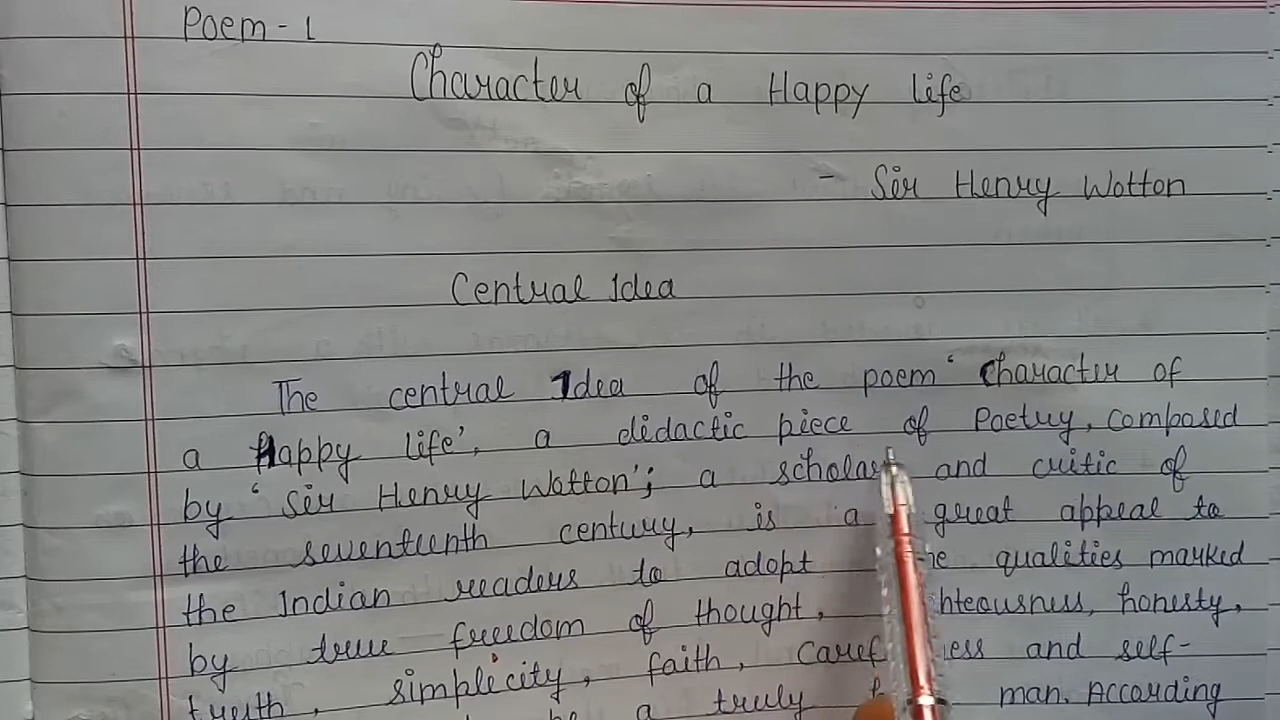 Poem - 1
Character of a Happy life
- Sir Henry Wotton
Central Idea
The central Idea of the poem ' Character of
a Happy life', a didactic piece of Poetry, composed
by ' Sir Henry Wotton'; a scholar and critic of
the seventeenth century, is a great appeal to
the Indian readers to adopt qualities marked
by true freedom of thought, honesty,
truth, simplicity, faith, and self-
a truly man. According